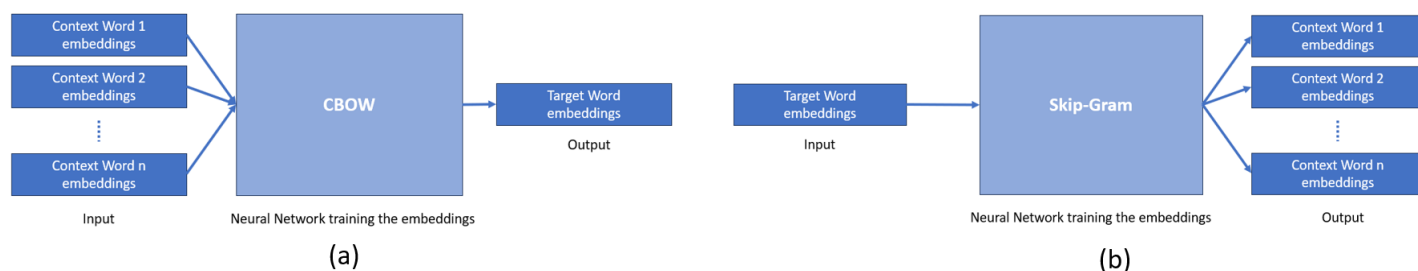 Context Word 1
embeddings
Context Word 2
embeddings
Context Word n
embeddings
Input
CBOW
Neural Network training the embeddings
Target Word
embeddings
Output
(a)
Target Word
embeddings
Input
Skip-Gram
Neural Network training the embeddings
Context Word 1
embeddings
Context Word 2
embeddings
Context Word n
embeddings
Output
(b)